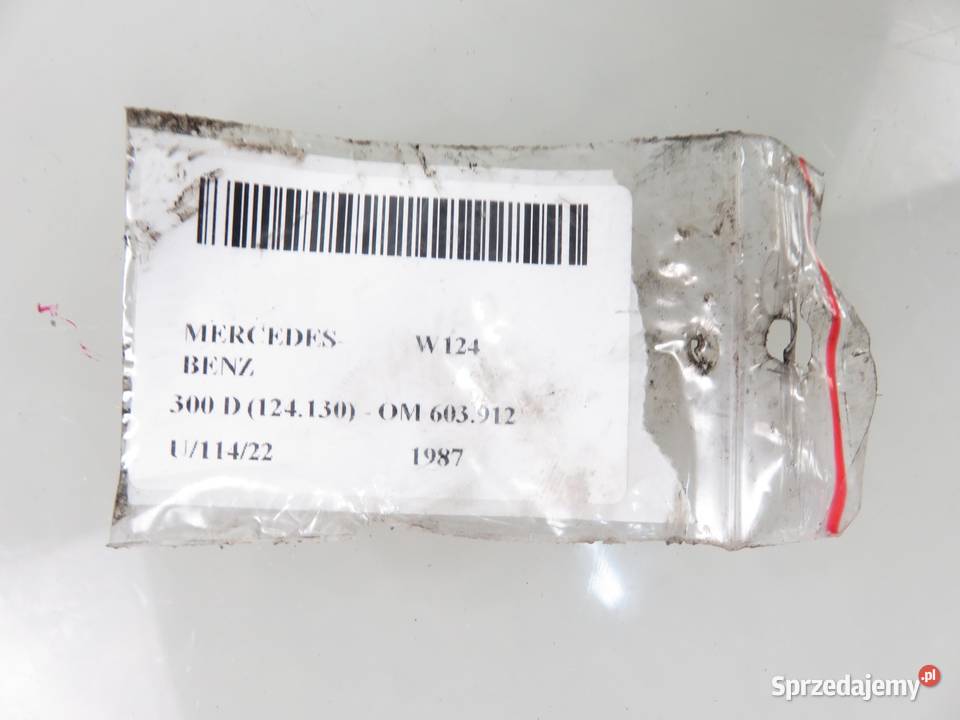 MERCEDES- W124
BENZ
300 D (124.130) - OM 603.912
U/114/22 1987
Sprzedajemy.pl